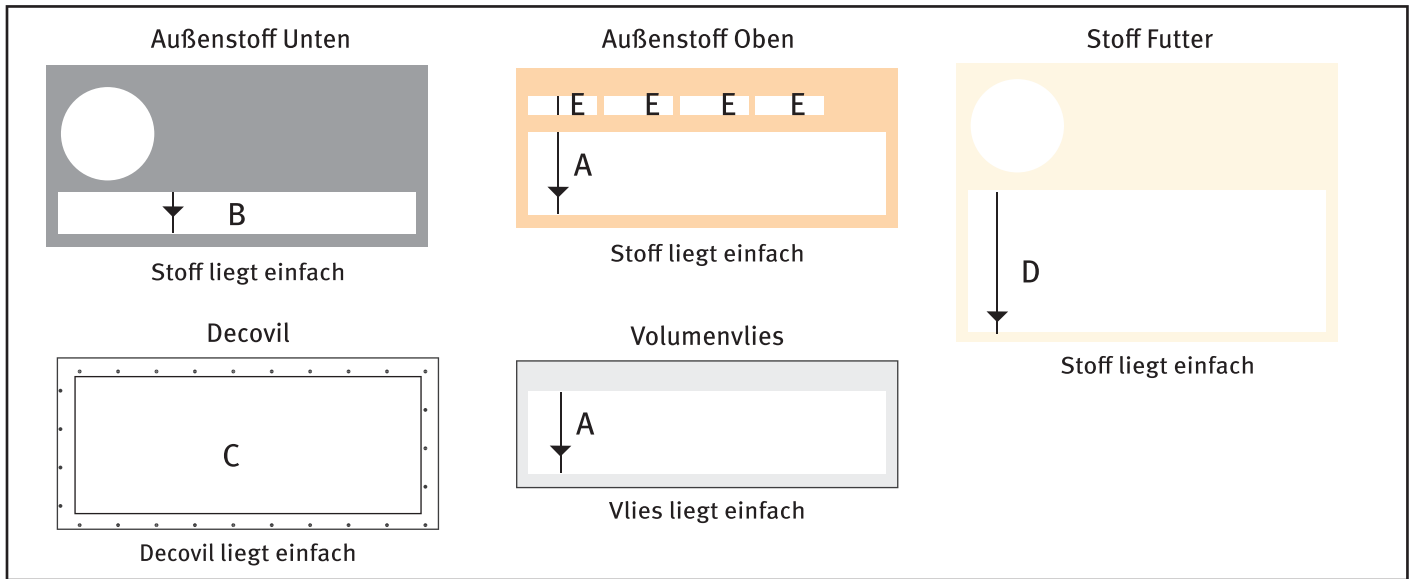 Außenstoff Unten
B
Stoff liegt einfach
Außenstoff Oben
E E E E
A
Stoff liegt einfach
Stoff Futter
D
Stoff liegt einfach
Decovil
C
Decovil liegt einfach
Volumenvlies
A
Vlies liegt einfach